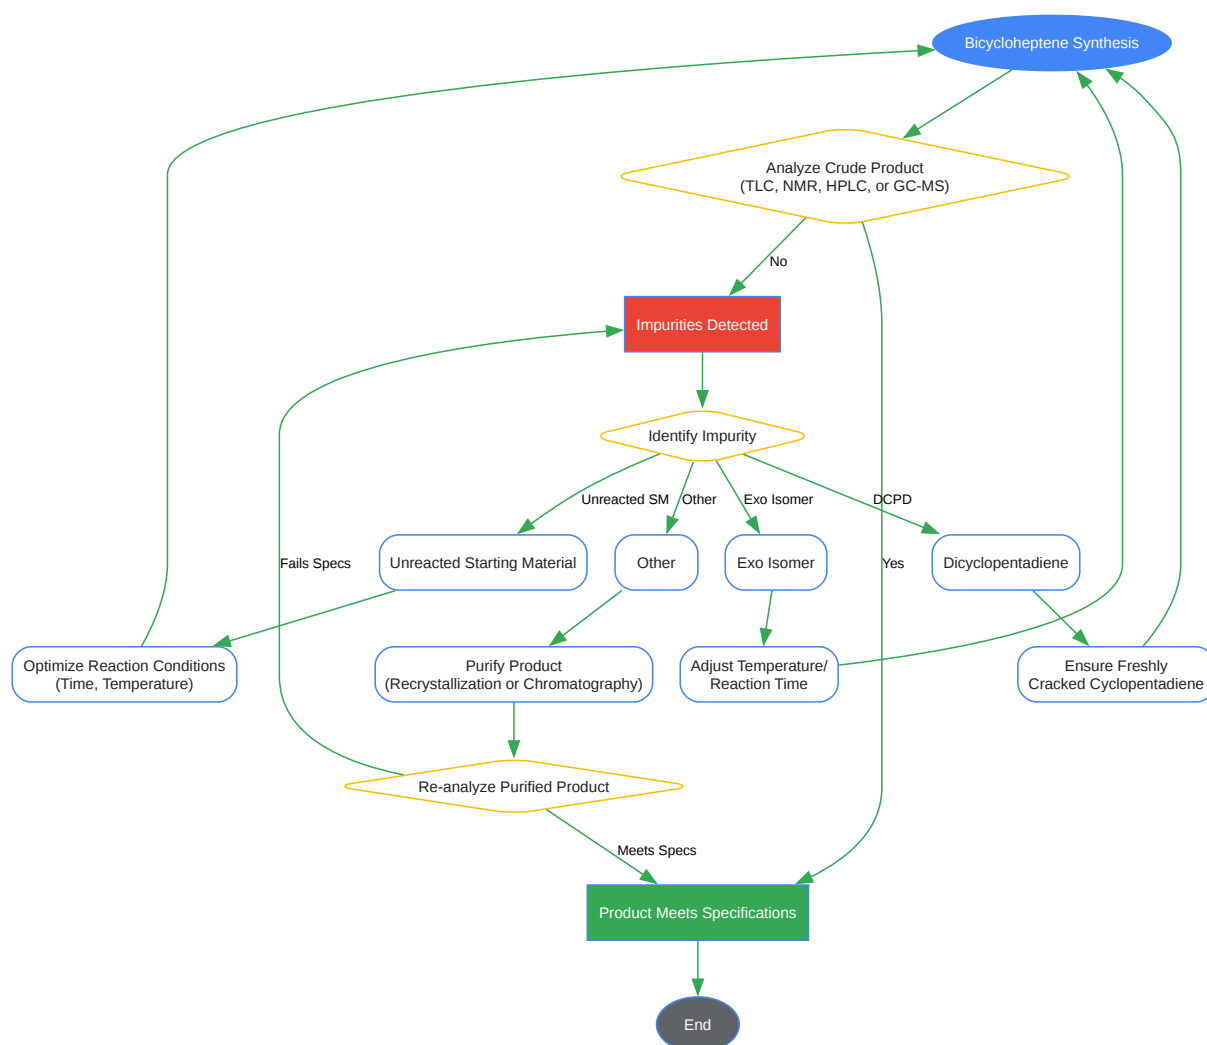 Bicycloheptene Synthesis
Analyze Crude Product
(TLC, NMR, HPLC, or GC-MS)
No
Impurities Detected
Identify Impurity
Unreacted SM
Other
Exo Isomer
DCPD
Fails Specs
Unreacted Starting Material
Other
Exo Isomer
Yes
Dicyclopentadiene
Optimize Reaction Conditions
(Time, Temperature)
Purify Product
(Recrystallization or Chromatography)
Adjust Temperature/
Reaction Time
Ensure Freshly
Cracked Cyclopentadiene
Re-analyze Purified Product
Meets Specs
Product Meets Specifications
End